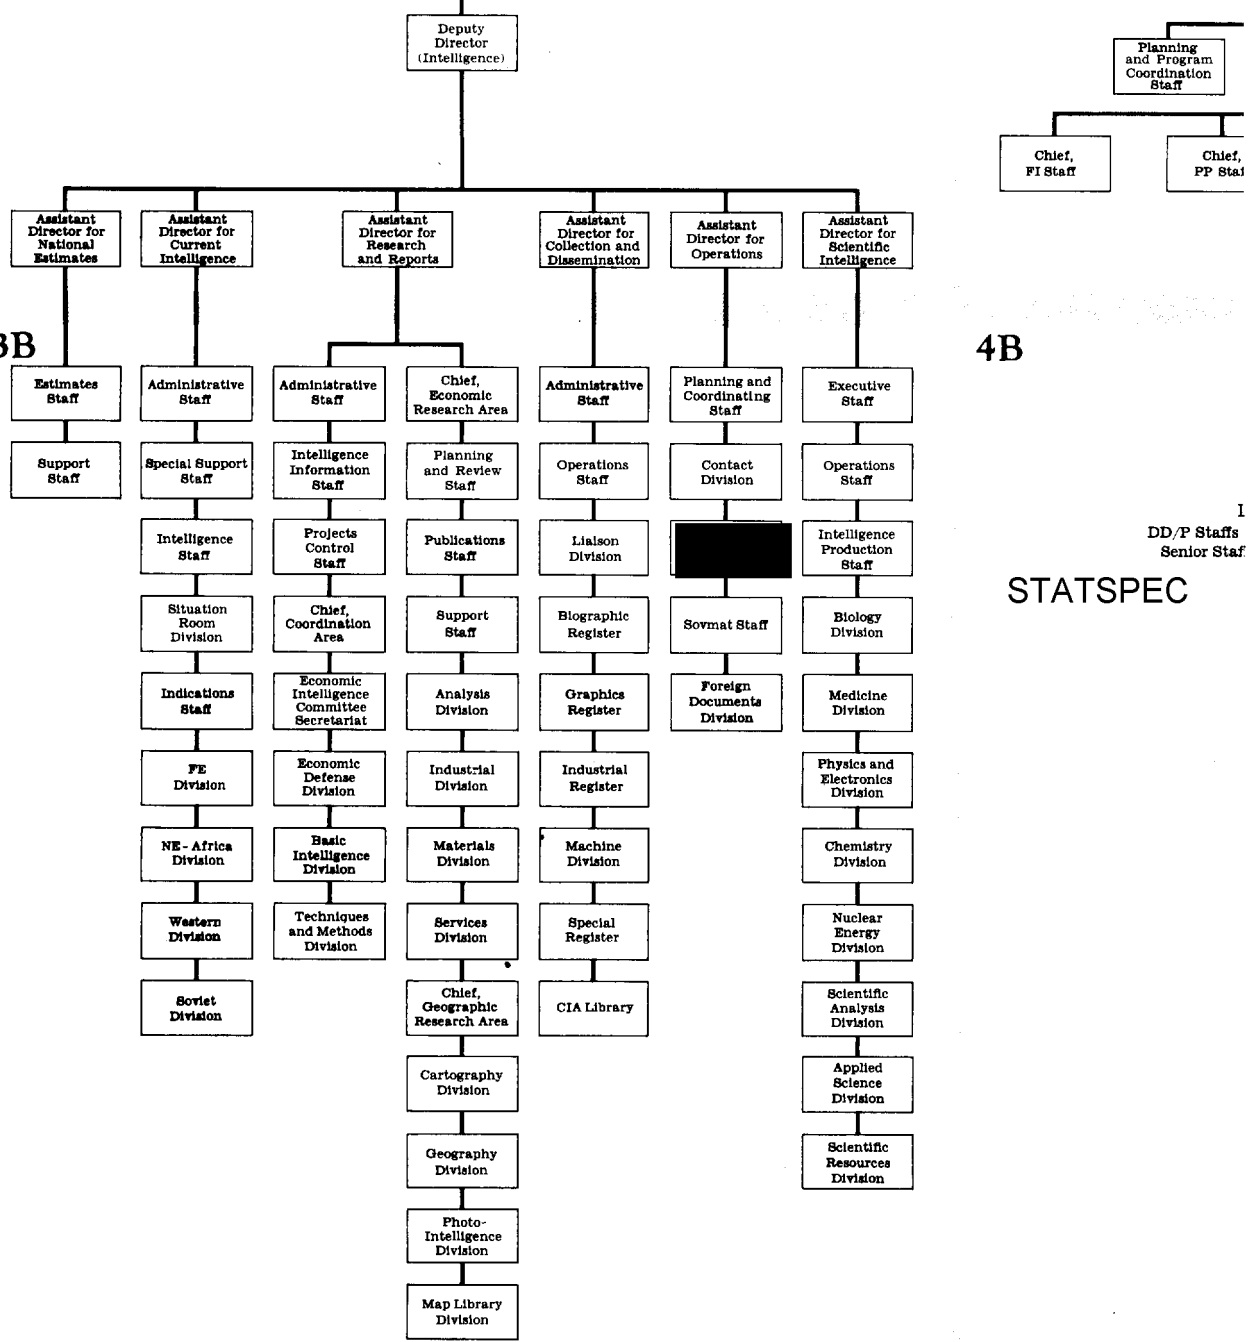 Deputy
Director
(Intelligence)
Planning
and Program
Coordination
Staff
Chief,
FI Staff
Chief,
PP Staf
Assistant
Director for
National
Estimates
Assistant
Director for
Current
Intelligence
Assistant
Director for
Research
and Reports
Assistant
Director for
Collection and
Dissemination
Assistant
Director for
Operations
Assistant
Director for
Scientific
Intelligence
3B
4B
Estimates
Staff
Support
Staff
Administrative
Staff
Special Support
Staff
Intelligence
Staff
Situation
Room
Division
Indications
Staff
FE
Division
NE - Africa
Division
Western
Division
Soviet
Division
Administrative
Staff
Intelligence
Information
Staff
Projects
Control
Staff
Chief,
Coordination
Area
Economic
Intelligence
Committee
Secretariat
Economic
Defense
Division
Basic
Intelligence
Division
Techniques
and Methods
Division
Chief,
Economic
Research Area
Planning
and Review
Staff
Publications
Staff
Support
Staff
Analysis
Division
Industrial
Division
Materials
Division
Services
Division
Chief,
Geographic
Research Area
Cartography
Division
Geography
Division
Photo-
Intelligence
Division
Map Library
Division
Administrative
Staff
Operations
Staff
Liaison
Division
Biographic
Register
Graphics
Register
Industrial
Register
Machine
Division
Special
Register
CIA Library
Planning and
Coordinating
Staff
Contact
Division
Sovmat Staff
Foreign
Documents
Division
Executive
Staff
Operations
Staff
Intelligence
Production
Staff
Biology
Division
Medicine
Division
Physics and
Electronics
Division
Chemistry
Division
Nuclear
Energy
Division
Scientific
Analysis
Division
Applied
Science
Division
Scientific
Resources
Division
DD/P Staffs
Senior Staf
STATSPEC